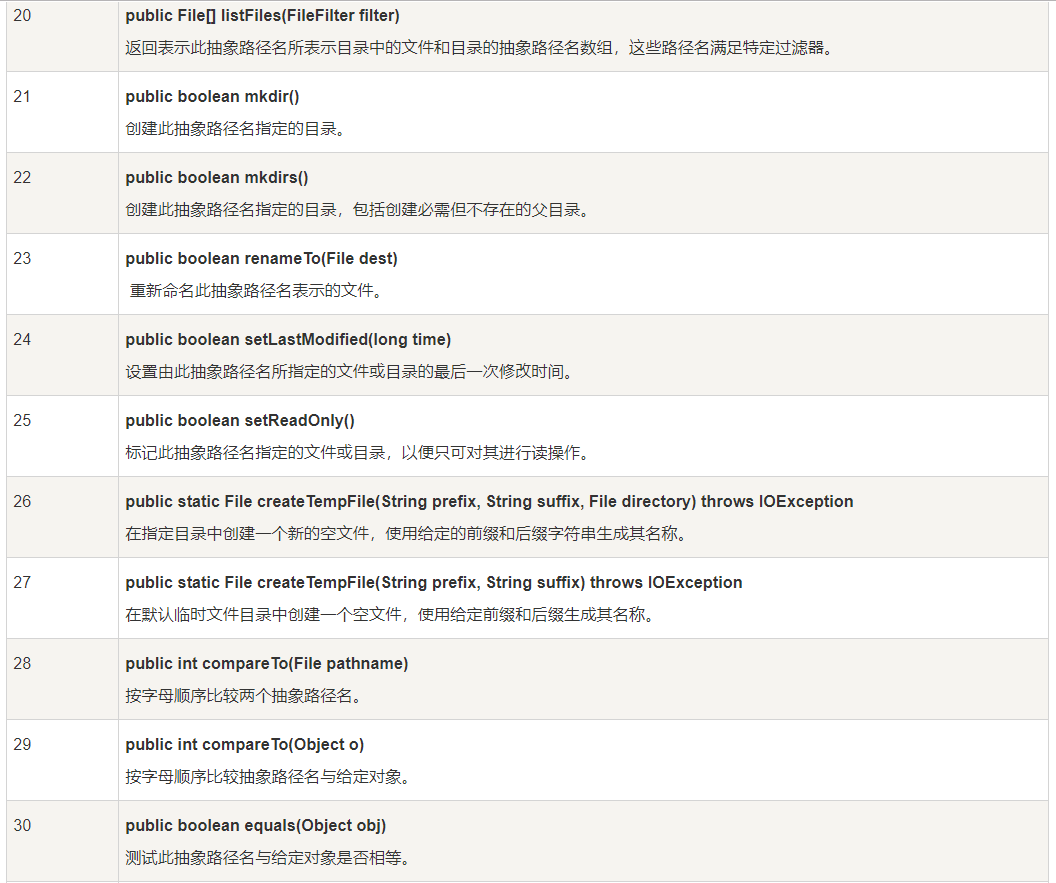 20
public File[] listFiles(FileFilter filter)
返回表示此抽象路径名所表示目录中的文件和目录的抽象路径名数组，这些路径名满足特定过滤器。
21
public boolean mkdir()
创建此抽象路径名指定的目录。
22
public boolean mkdirs()
创建此抽象路径名指定的目录，包括创建必需但不存在的父目录。
23
public boolean renameTo(File dest)
重新命名此抽象路径名表示的文件。
24
public boolean setLastModified(long time)
设置由此抽象路径名所指定的文件或目录的最后一次修改时间。
25
public boolean setReadOnly()
标记此抽象路径名指定的文件或目录，以便只可对其进行读操作。
26
public static File createTempFile(String prefix, String suffix, File directory) throws IOException
在指定目录中创建一个新的空文件，使用给定的前缀和后缀字符串生成其名称。
27
public static File createTempFile(String prefix, String suffix) throws IOException
在默认临时文件目录中创建一个空文件，使用给定前缀和后缀生成其名称。
28
public int compareTo(File pathname)
按字母顺序比较两个抽象路径名。
29
public int compareTo(Object o)
按字母顺序比较抽象路径名与给定对象。
30
public boolean equals(Object obj)
测试此抽象路径名与给定对象是否相等。